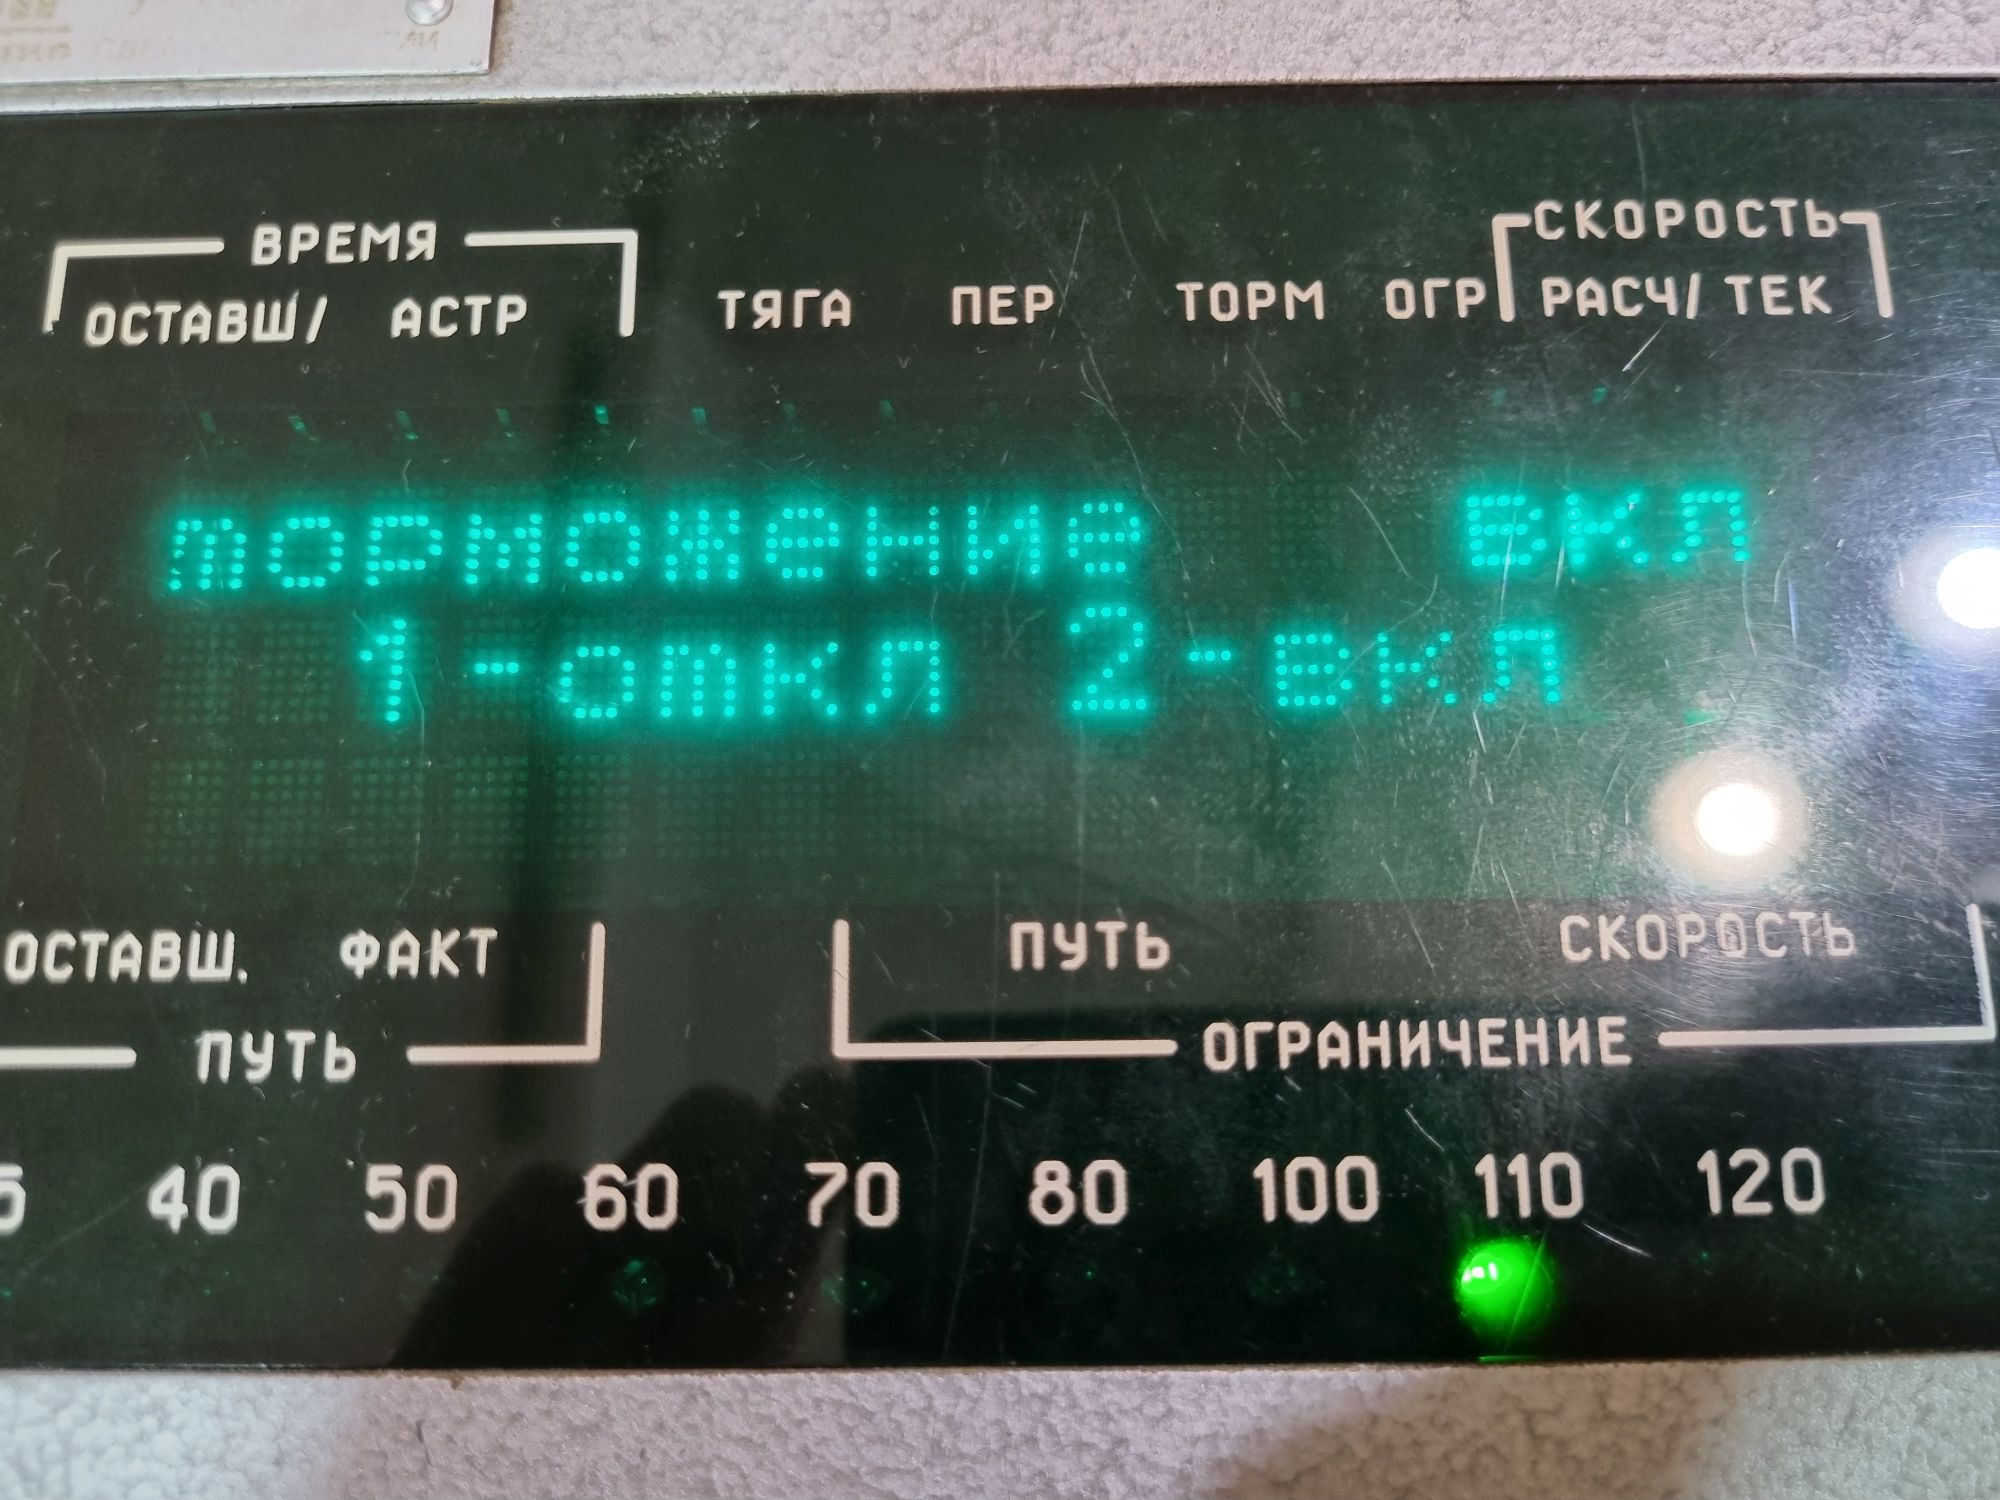 ВРЕМЯ
СКОРОСТЬ
ОСТАВШ/ АСТР ТЯГА ПЕР ТОРМ ОГР РАСЧ/ ТЕК
торможение вкл
1-откл 2-вкл
ОСТАВШ. ФАКТ ПУТЬ СКОРОСТЬ
ПУТЬ ОГРАНИЧЕНИЕ
40 50 60 70 80 100 110 120